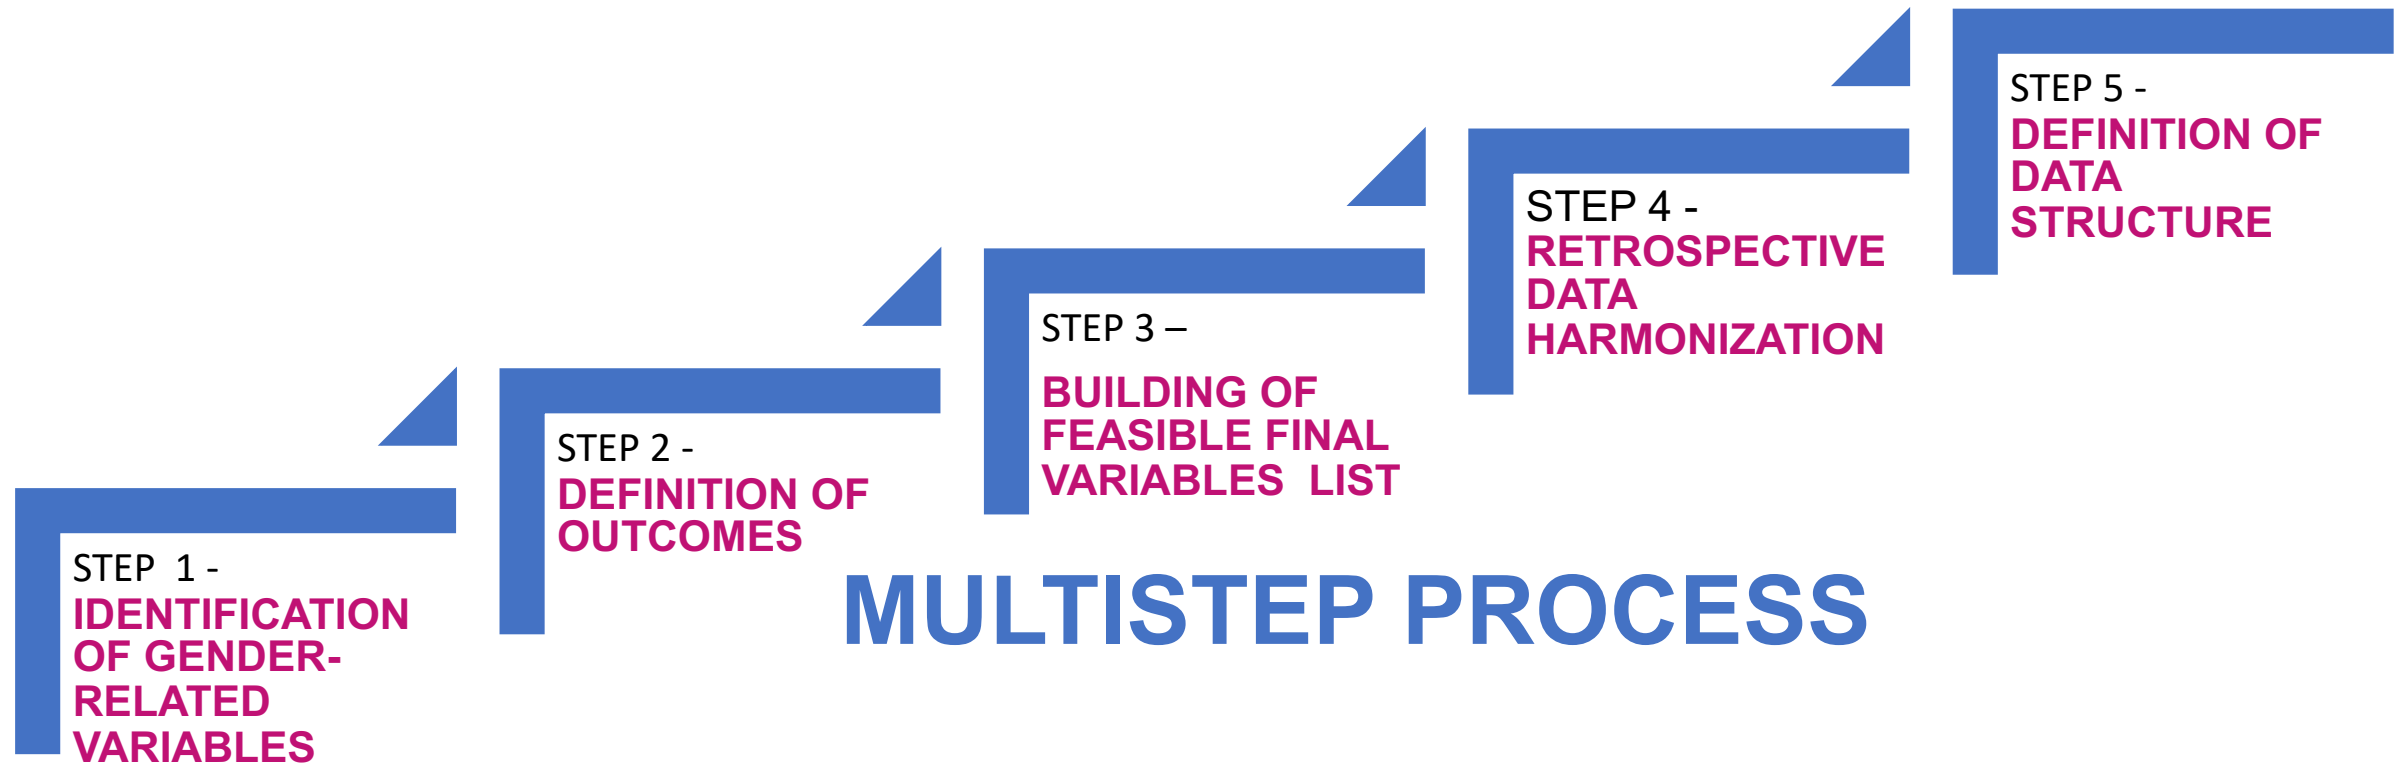 STEP  1 -
IDENTIFICATION
OF GENDER-
RELATED
VARIABLES
STEP 2 -
DEFINITION OF
OUTCOMES
STEP 3 –
BUILDING OF
FEASIBLE FINAL
VARIABLES  LIST
STEP 4 -
RETROSPECTIVE
DATA
HARMONIZATION
STEP 5 -
DEFINITION OF
DATA
STRUCTURE
MULTISTEP PROCESS